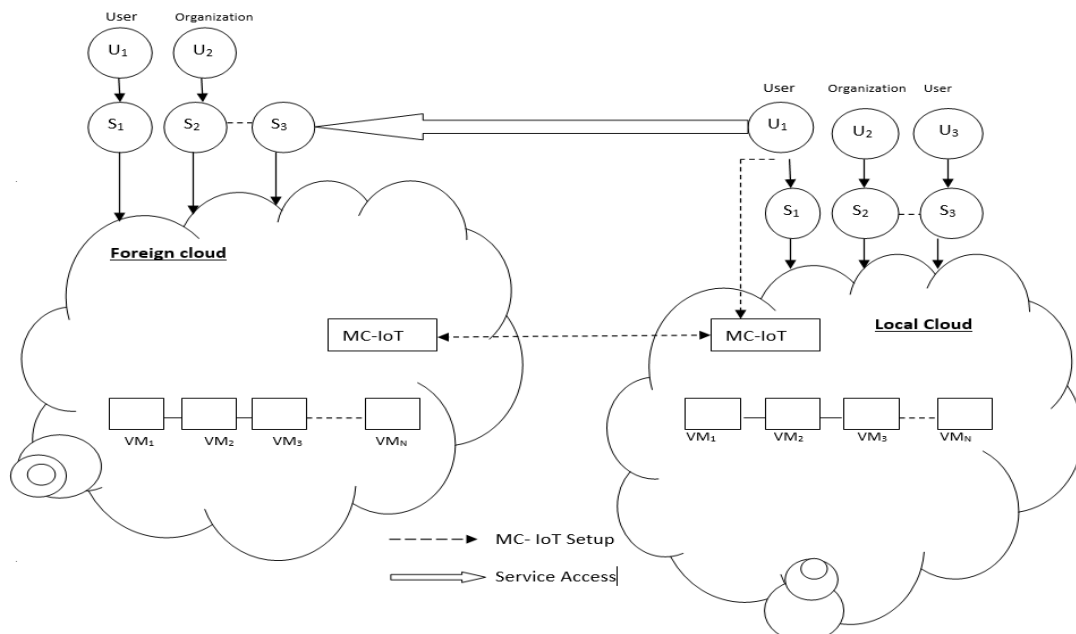 User Organization
U₁ U₂
S₁ S₂ S₃
User Organization User
U₁ U₂ U₃
S₁ S₂ S₃
Foreign cloud
MC-IoT
VM₁ VM₂ VM₃ VMₙ
Local Cloud
MC-IoT
VM₁ VM₂ VM₃ VMₙ
MC- IoT Setup
Service Access